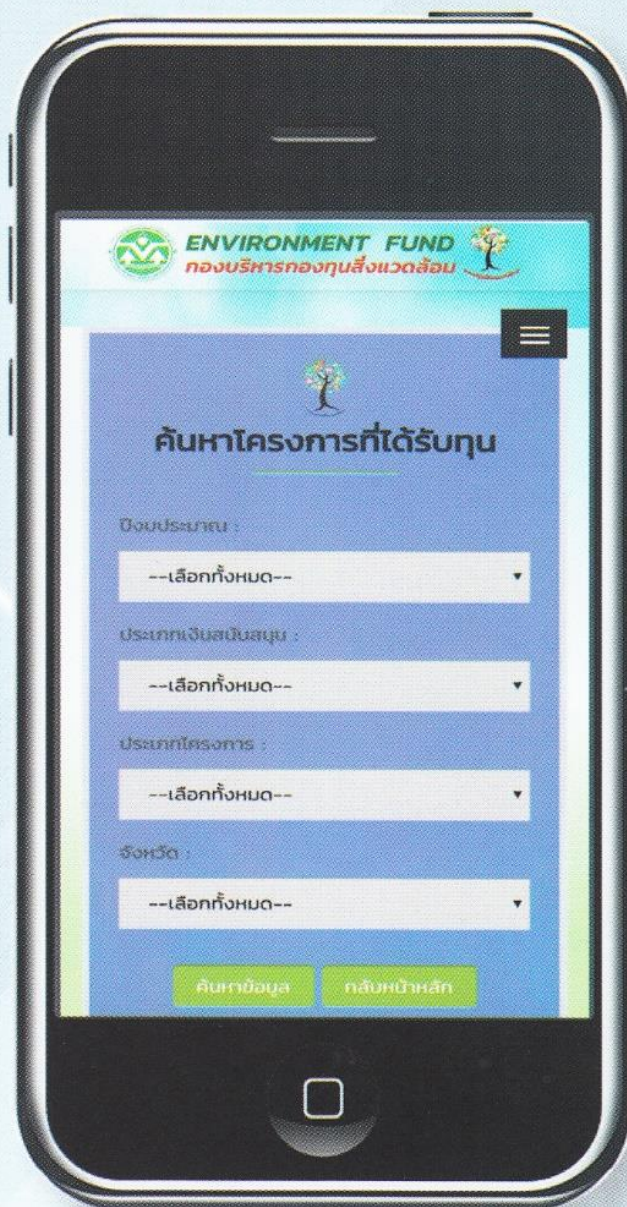 ENVIRONMENT FUND
กองบริหารกองทุนสิ่งแวดล้อม
ค้นหาโครงการที่ได้รับทุน
ปีงบประมาณ :
--เลือกทั้งหมด--
ประเภทเงินสนับสนุน :
--เลือกทั้งหมด--
ประเภทโครงการ :
--เลือกทั้งหมด--
จังหวัด :
--เลือกทั้งหมด--
ค้นหาข้อมูล กลับหน้าหลัก